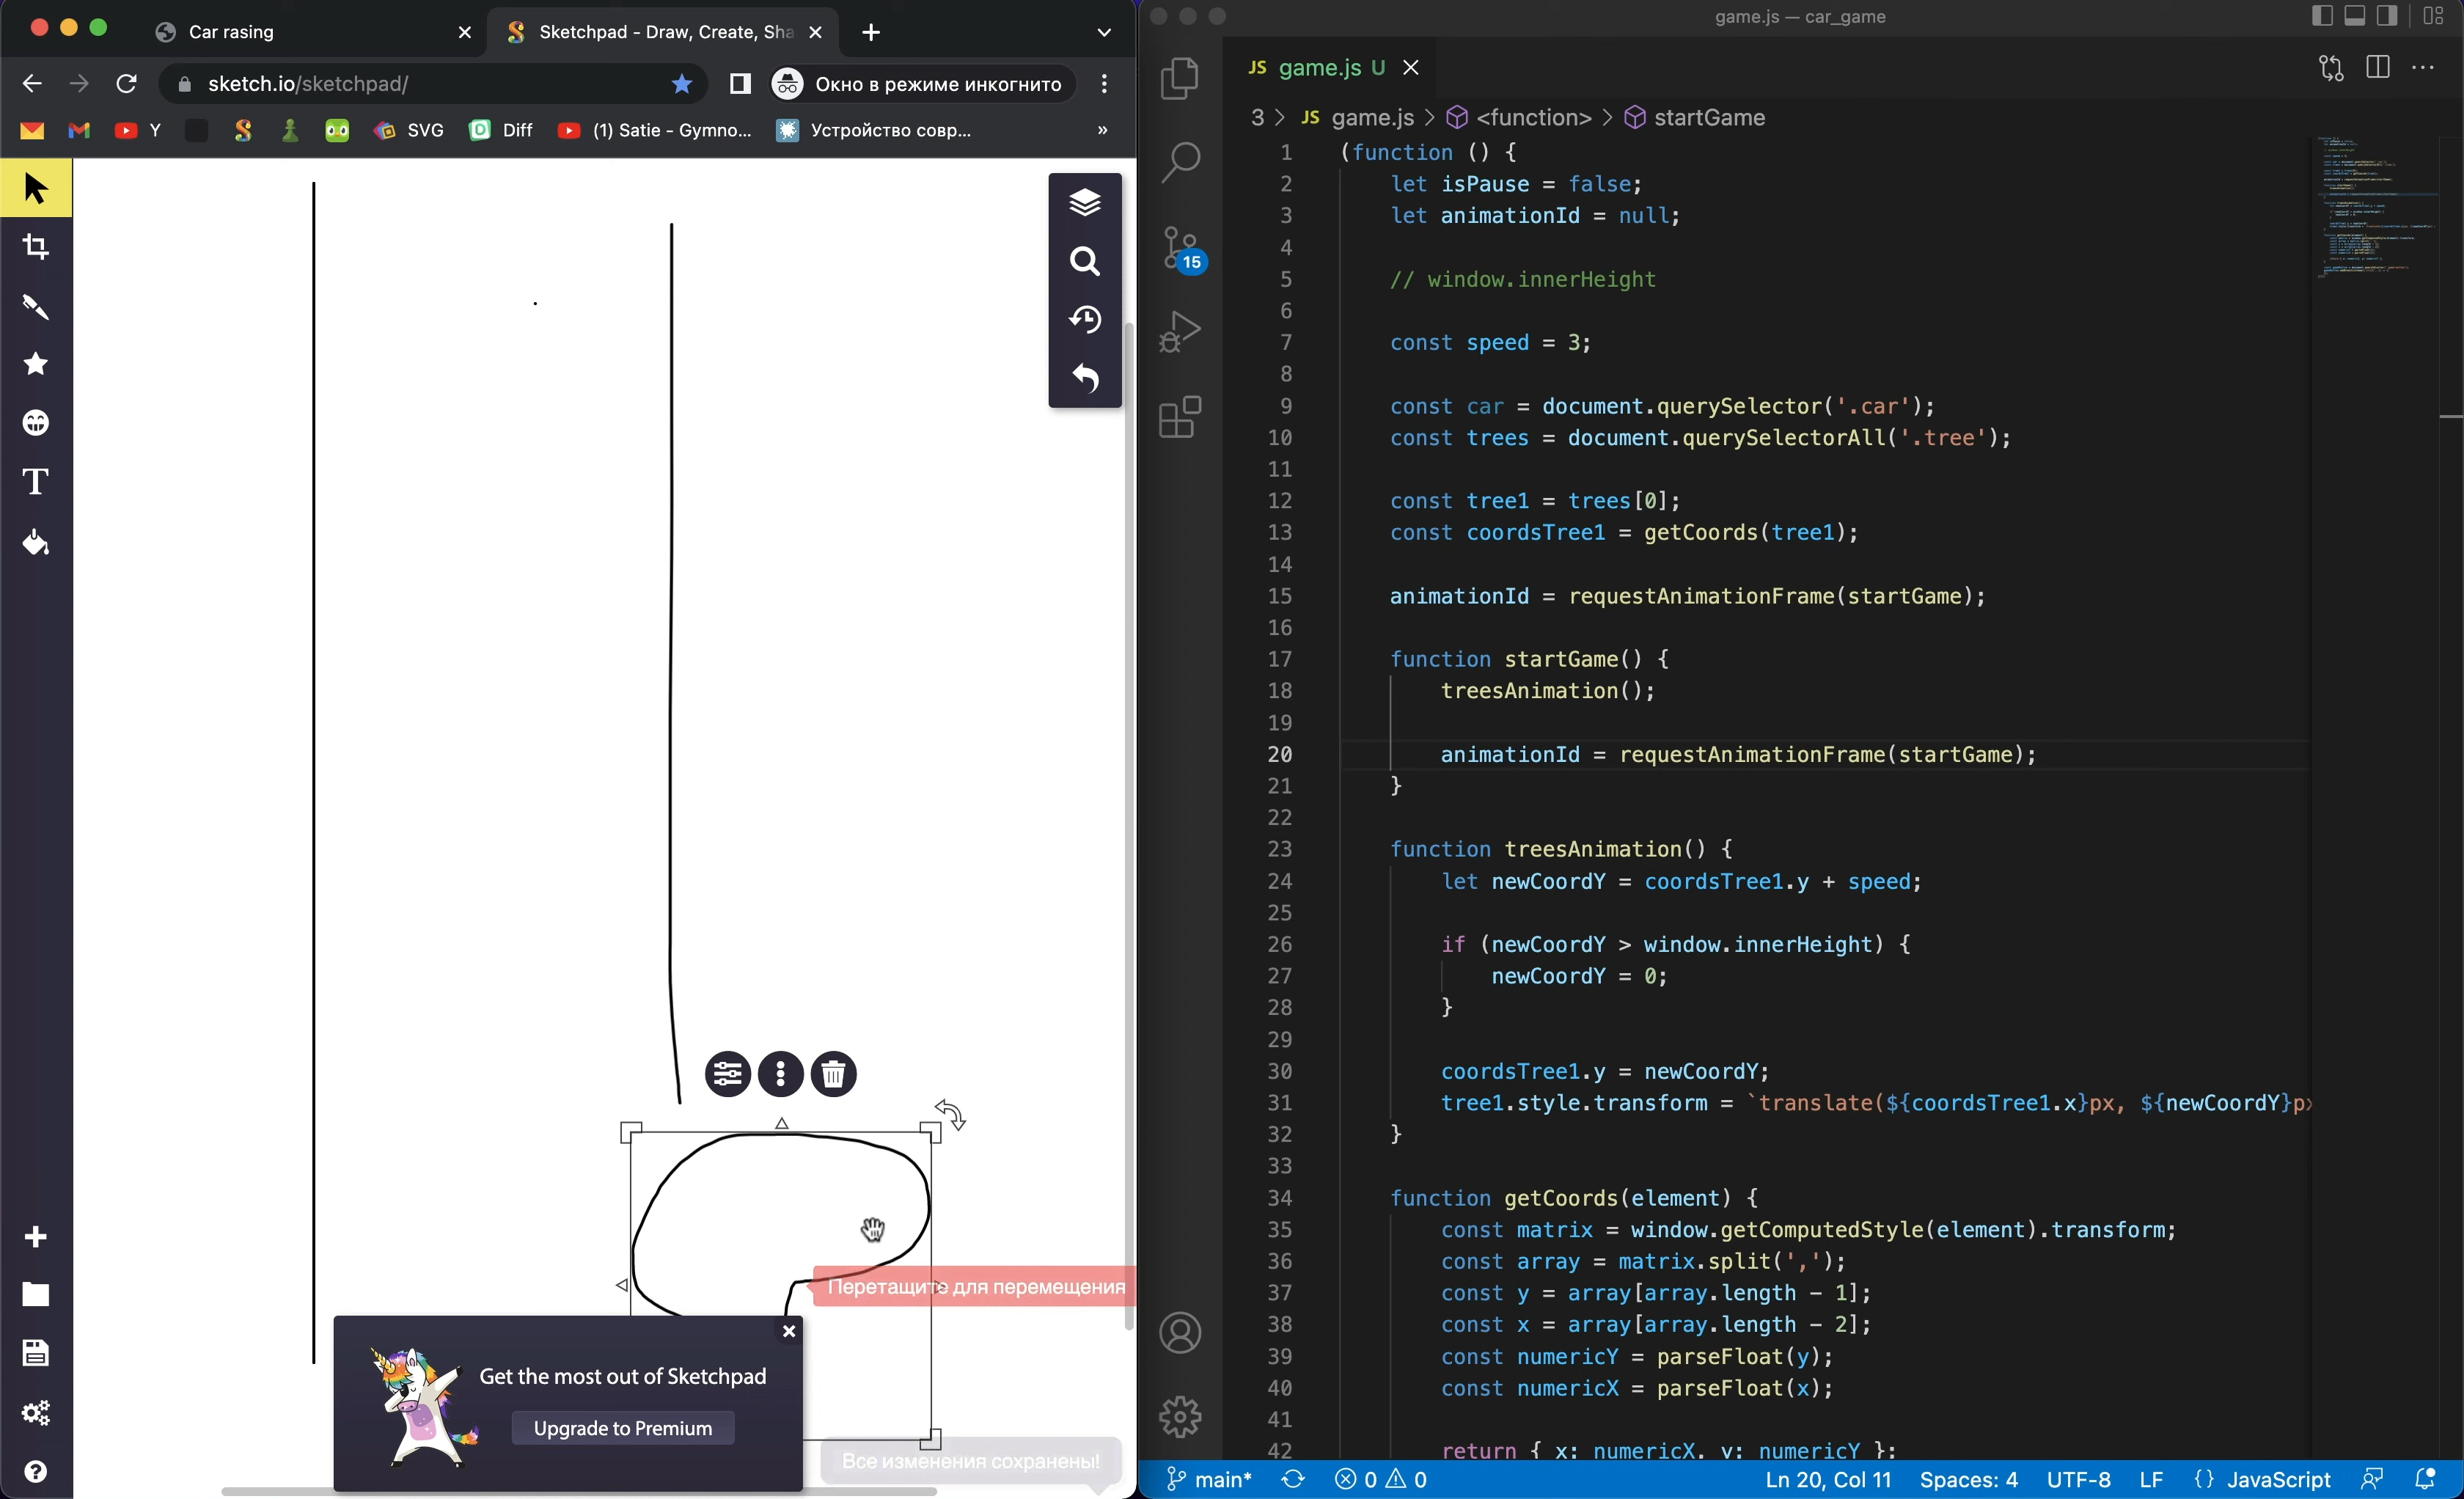 Car rasing
Sketchpad - Draw, Create, Sha
sketch.io/sketchpad/
Окно в режиме инкогнито
Y
SVG
Diff
(1) Satie - Gymno...
Устройство совр...
»
T
Перетащите для перемещения
Get the most out of Sketchpad
Upgrade to Premium
Все изменения сохранены!
game.js — car_game
JS game.js U
15
3 > JS game.js > <function> > startGame
1 (function () {
2 let isPause = false;
3 let animationId = null;
4
5 // window.innerHeight
6
7 const speed = 3;
8
9 const car = document.querySelector('.car');
10 const trees = document.querySelectorAll('.tree');
11
12 const tree1 = trees[0];
13 const coordsTree1 = getCoords(tree1);
14
15 animationId = requestAnimationFrame(startGame);
16
17 function startGame() {
18 treesAnimation();
19
20 animationId = requestAnimationFrame(startGame);
21 }
22
23 function treesAnimation() {
24 let newCoordY = coordsTree1.y + speed;
25
26 if (newCoordY > window.innerHeight) {
27 newCoordY = 0;
28 }
29
30 coordsTree1.y = newCoordY;
31 tree1.style.transform = `translate(${coordsTree1.x}px, ${newCoordY}px
32 }
33
34 function getCoords(element) {
35 const matrix = window.getComputedStyle(element).transform;
36 const array = matrix.split(',');
37 const y = array[array.length - 1];
38 const x = array[array.length - 2];
39 const numericY = parseFloat(y);
40 const numericX = parseFloat(x);
41
42 return { x: numericX, y: numericY };
main* 0 0 Ln 20, Col 11 Spaces: 4 UTF-8 LF {} JavaScript